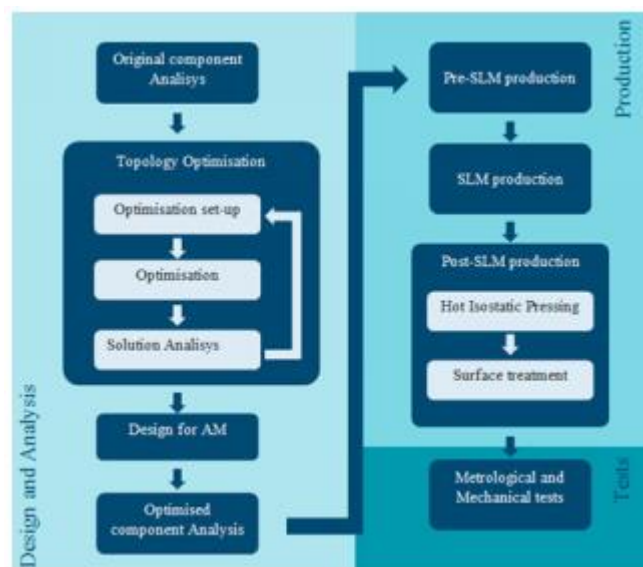 Original component
Analisys
Topology Optimisation
Optimisation set-up
Optimisation
Solution Analisys
Design for AM
Optimised
component Analysis
Design and Analysis
Pre-SLM production
SLM production
Post-SLM production
Hot Isostatic Pressing
Surface treatment
Production
Metrological and
Mechanical tests
Tests